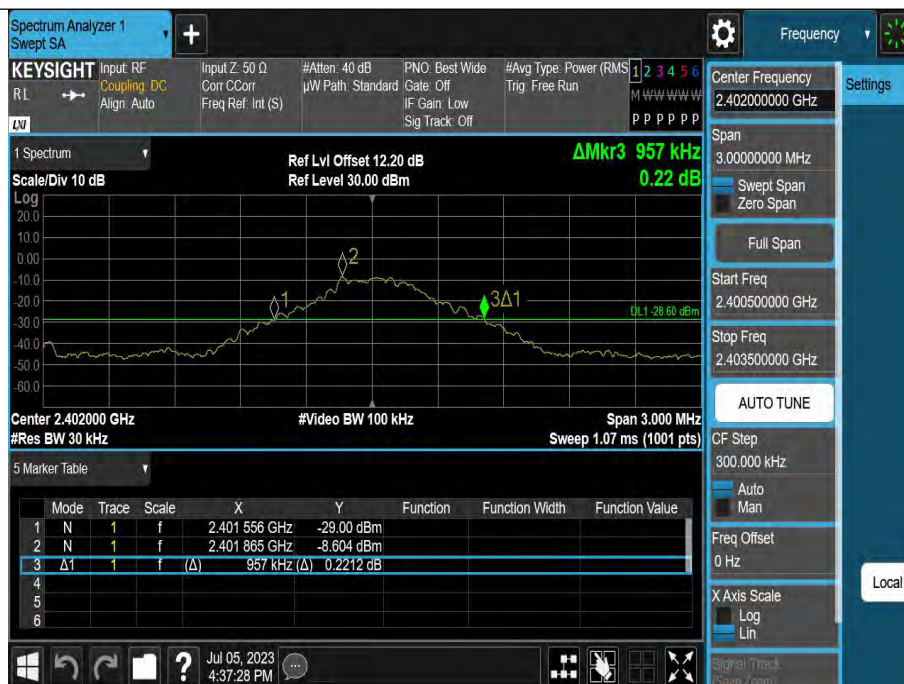 Spectrum Analyzer 1
Swept SA
+
Frequency
KEYSIGHT
Input: RF
Input Z: 50 Ω
#Atten: 40 dB
PNO: Best Wide
#Avg Type: Power (RMS
1 2 3 4 5 6
RL
Coupling: DC
Corr CCorr
µW Path: Standard
Gate: Off
Trig: Free Run
M W W W W W
Align: Auto
Freq Ref: Int (S)
IF Gain: Low
LXI
Sig Track: Off
P P P P P P
1 Spectrum
Ref Lvl Offset 12.20 dB
ΔMkr3 957 kHz
Scale/Div 10 dB
Ref Level 30.00 dBm
0.22 dB
Log
20.0
10.0
0.00
-10.0
-20.0
-30.0
-40.0
-50.0
-60.0
1
2
3Δ1
DL1 -28.60 dBm
Center 2.402000 GHz
#Video BW 100 kHz
Span 3.000 MHz
#Res BW 30 kHz
Sweep 1.07 ms (1001 pts)
5 Marker Table
Mode Trace Scale X Y Function Function Width Function Value
1 N 1 f 2.401 556 GHz -29.00 dBm
2 N 1 f 2.401 865 GHz -8.604 dBm
3 Δ1 1 f (Δ) 957 kHz (Δ) 0.2212 dB
4
5
6
?
Jul 05, 2023
4:37:28 PM
Center Frequency
2.402000000 GHz
Span
3.00000000 MHz
Swept Span
Zero Span
Full Span
Start Freq
2.400500000 GHz
Stop Freq
2.403500000 GHz
AUTO TUNE
CF Step
300.000 kHz
Auto
Man
Freq Offset
0 Hz
X Axis Scale
Log
Lin
Signal Track
(Span Zoom)
Settings
Local